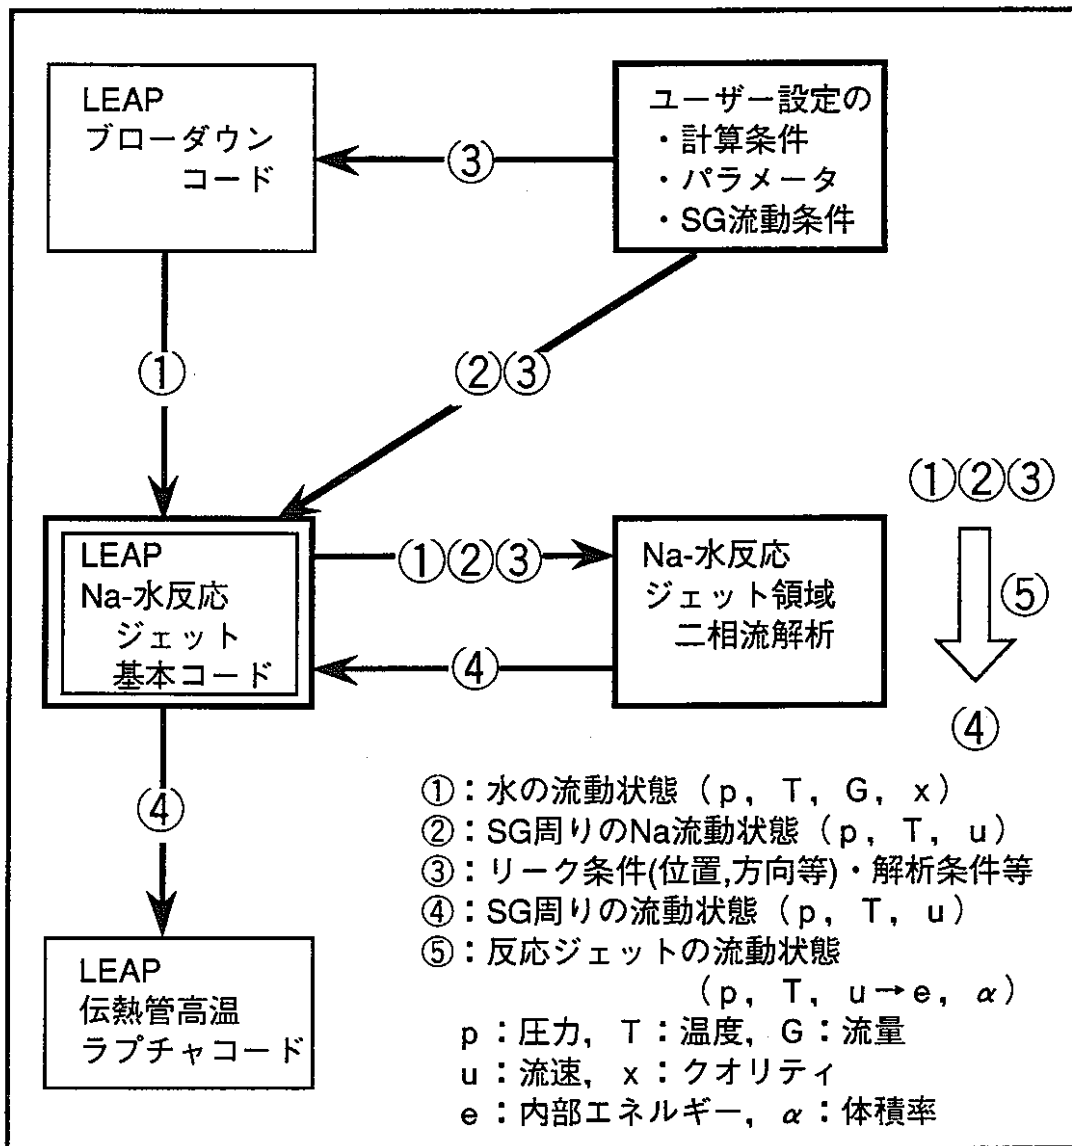 LEAP
ブローダウン
コード
ユーザー設定の
・計算条件
・パラメータ
・SG流動条件
③
①
②③
LEAP
Na-水反応
ジェット
基本コード
①②③
④
Na-水反応
ジェット領域
二相流解析
①②③
⑤
④
④
LEAP
伝熱管高温
ラプチャコード
①：水の流動状態（p，T，G，x）
②：SG周りのNa流動状態（p，T，u）
③：リーク条件(位置,方向等)・解析条件等
④：SG周りの流動状態（p，T，u）
⑤：反応ジェットの流動状態
（p，T，u→e，α）
p：圧力，T：温度，G：流量
u：流速，x：クオリティ
e：内部エネルギー，α：体積率